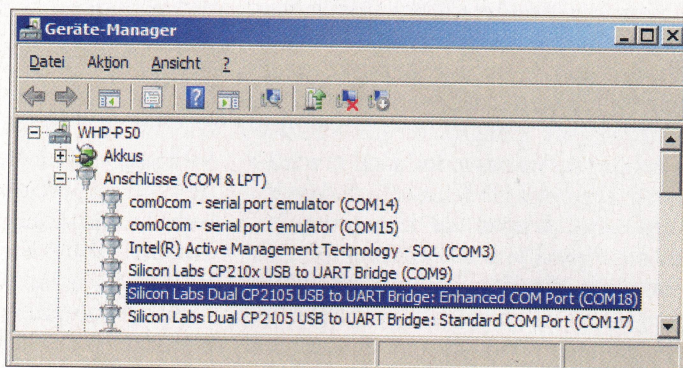 Geräte-Manager
Datei Aktion Ansicht ?
WHP-P50
Akkus
Anschlüsse (COM & LPT)
com0com - serial port emulator (COM14)
com0com - serial port emulator (COM15)
Intel(R) Active Management Technology - SOL (COM3)
Silicon Labs CP210x USB to UART Bridge (COM9)
Silicon Labs Dual CP2105 USB to UART Bridge: Enhanced COM Port (COM18)
Silicon Labs Dual CP2105 USB to UART Bridge: Standard COM Port (COM17)